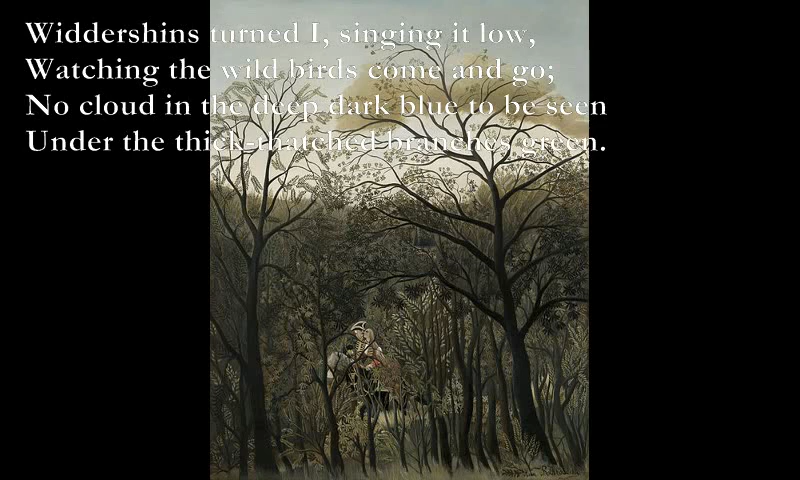 Widdershins turned I, singing it low,
Watching the wild birds come and go;
No cloud in the deep dark blue to be seen
Under the thick-thatched branches green.